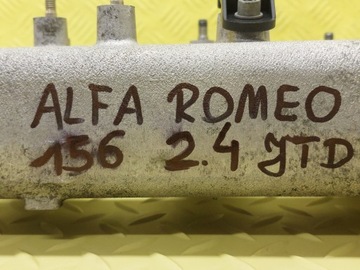 ALFA ROMEO
156 2.4 JTD